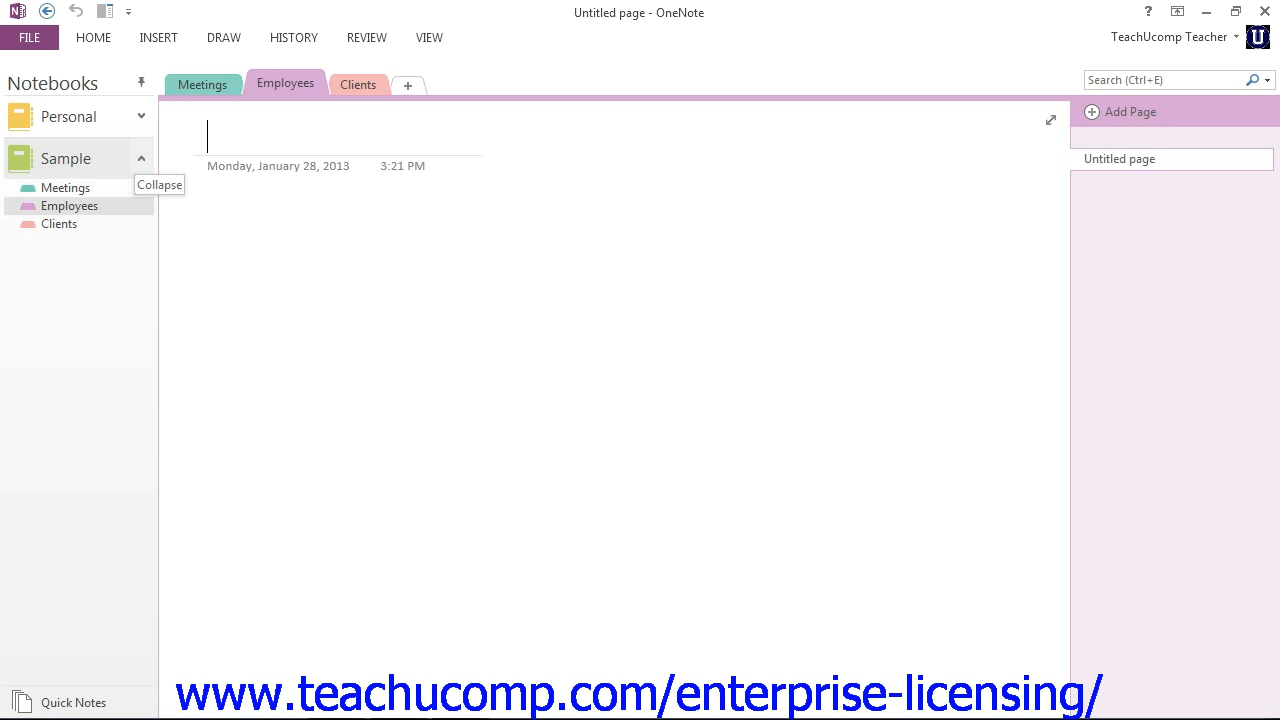 Untitled page - OneNote
?
FILE HOME INSERT DRAW HISTORY REVIEW VIEW
TeachUcomp Teacher
U
Notebooks
Meetings Employees Clients +
Search (Ctrl+E)
Personal
Add Page
Sample
Untitled page
Monday, January 28, 2013 3:21 PM
Collapse
Meetings
Employees
Clients
Quick Notes
www.teachucomp.com/enterprise-licensing/